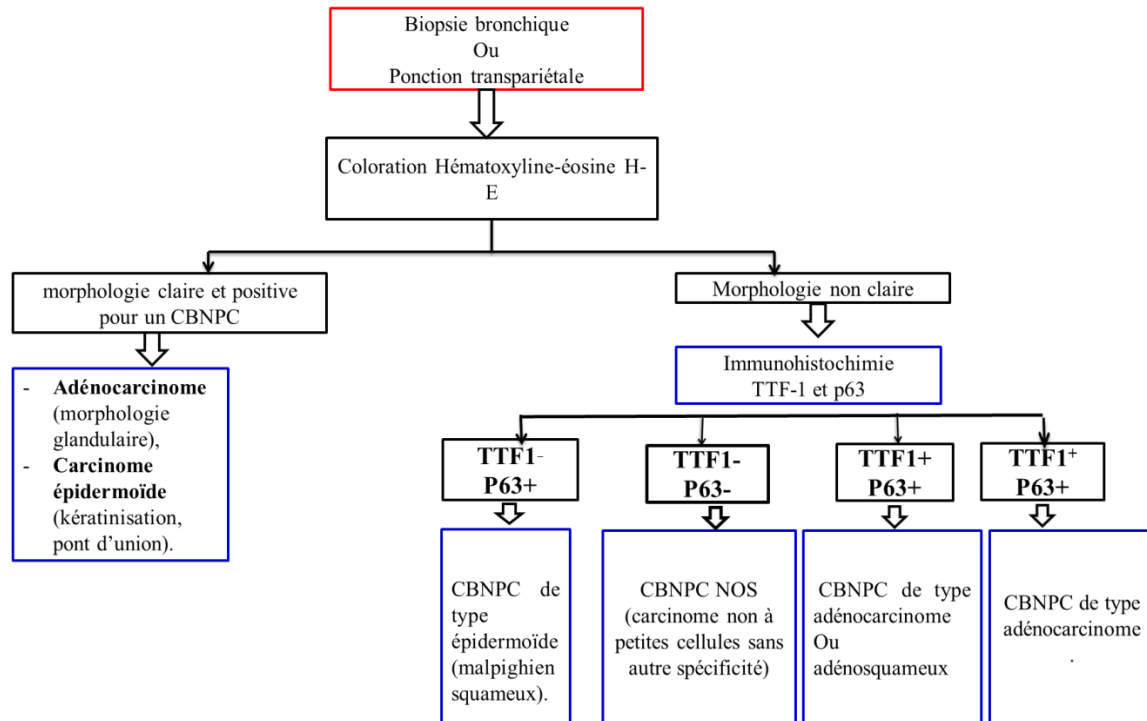 Biopsie bronchique
Ou
Ponction transpariétale
Coloration Hématoxyline-éosine H-
E
morphologie claire et positive
pour un CBNPC
Morphologie non claire
- Adénocarcinome
(morphologie
glandulaire),
- Carcinome
épidermoïde
(kératinisation,
pont d'union).
Immunohistochimie
TTF-1 et p63
TTF1-
P63+
TTF1-
P63-
TTF1+
P63+
TTF1+
P63+
CBNPC de
type
épidermoïde
(malpighien
squameux).
CBNPC NOS
(carcinome non à
petites cellules sans
autre spécificité)
CBNPC de type
adénocarcinome
Ou
adénosquameux
CBNPC de type
adénocarcinome
.